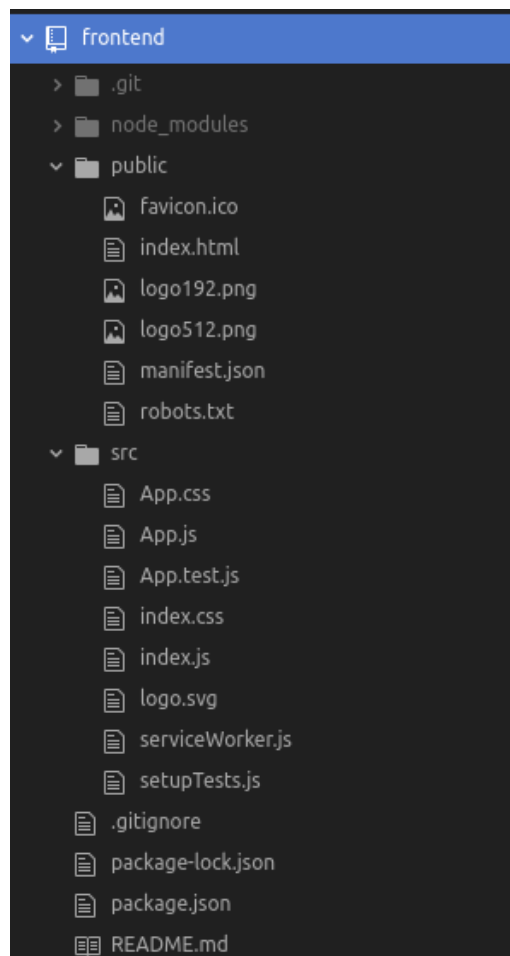 frontend
.git
node_modules
public
favicon.ico
index.html
logo192.png
logo512.png
manifest.json
robots.txt
src
App.css
App.js
App.test.js
index.css
index.js
logo.svg
serviceWorker.js
setupTests.js
.gitignore
package-lock.json
package.json
README.md